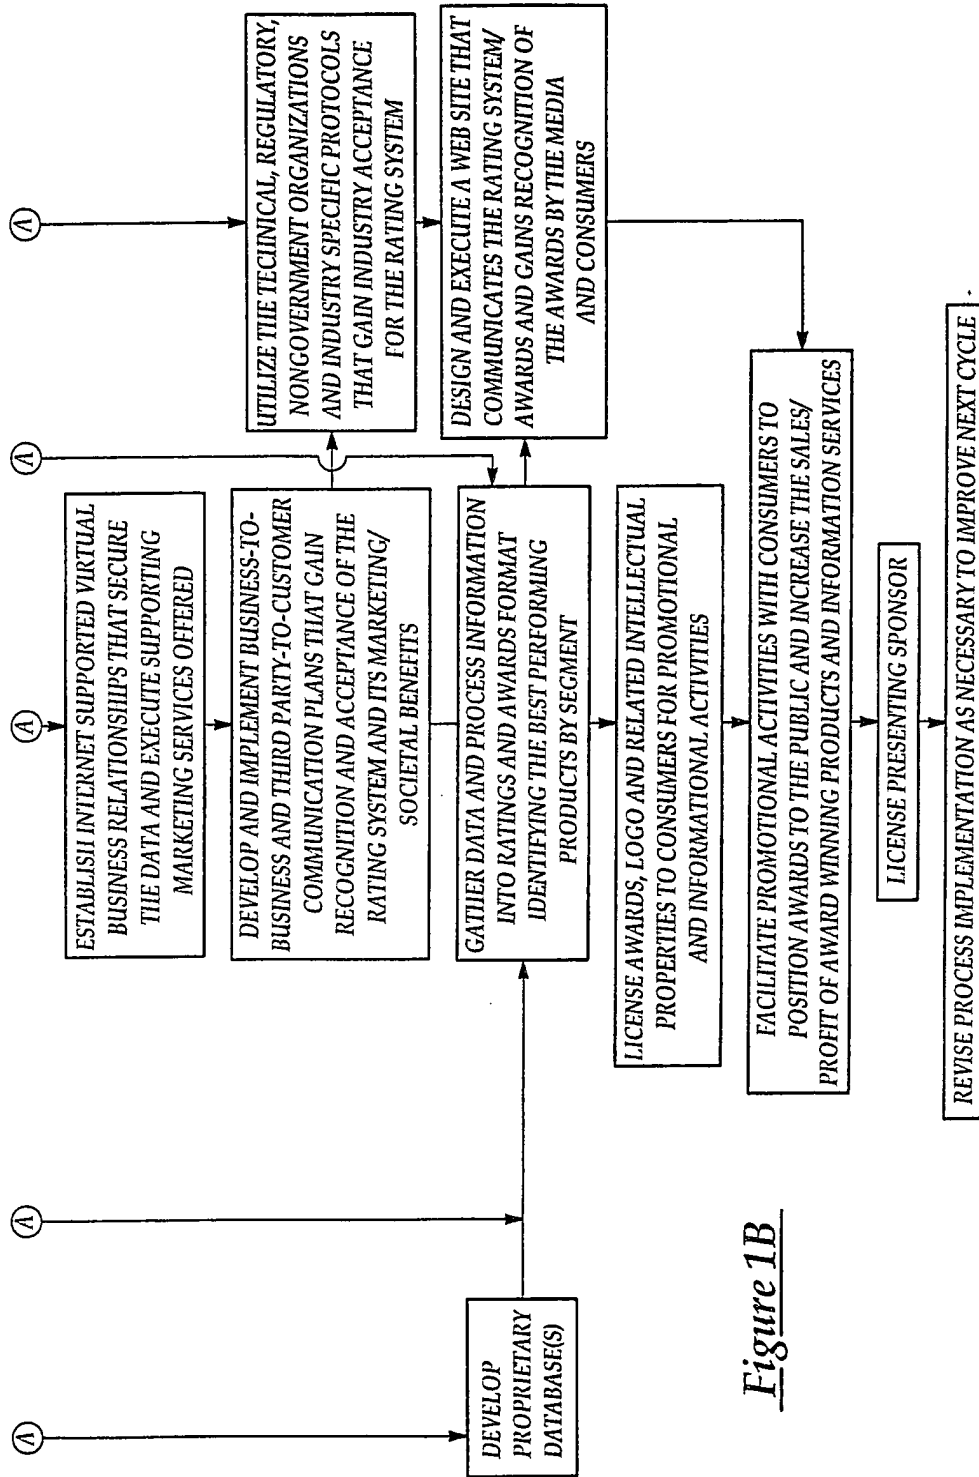 A
A
A
A
A
ESTABLISH INTERNET SUPPORTED VIRTUAL
BUSINESS RELATIONSHIPS THAT SECURE
THE DATA AND EXECUTE SUPPORTING
MARKETING SERVICES OFFERED
UTILIZE THE TECHNICAL, REGULATORY,
NONGOVERNMENT ORGANIZATIONS
AND INDUSTRY SPECIFIC PROTOCOLS
THAT GAIN INDUSTRY ACCEPTANCE
FOR THE RATING SYSTEM
DEVELOP AND IMPLEMENT BUSINESS-TO-
BUSINESS AND THIRD PARTY-TO-CUSTOMER
COMMUNICATION PLANS THAT GAIN
RECOGNITION AND ACCEPTANCE OF THE
RATING SYSTEM AND ITS MARKETING/
SOCIETAL BENEFITS
DESIGN AND EXECUTE A WEB SITE THAT
COMMUNICATES THE RATING SYSTEM/
AWARDS AND GAINS RECOGNITION OF
THE AWARDS BY THE MEDIA
AND CONSUMERS
DEVELOP
PROPRIETARY
DATABASE(S)
GATHER DATA AND PROCESS INFORMATION
INTO RATINGS AND AWARDS FORMAT
IDENTIFYING THE BEST PERFORMING
PRODUCTS BY SEGMENT
LICENSE AWARDS, LOGO AND RELATED INTELLECTUAL
PROPERTIES TO CONSUMERS FOR PROMOTIONAL
AND INFORMATIONAL ACTIVITIES
FACILITATE PROMOTIONAL ACTIVITIES WITH CONSUMERS TO
POSITION AWARDS TO THE PUBLIC AND INCREASE THE SALES/
PROFIT OF AWARD WINNING PRODUCTS AND INFORMATION SERVICES
LICENSE PRESENTING SPONSOR
REVISE PROCESS IMPLEMENTATION AS NECESSARY TO IMPROVE NEXT CYCLE
Figure 1B